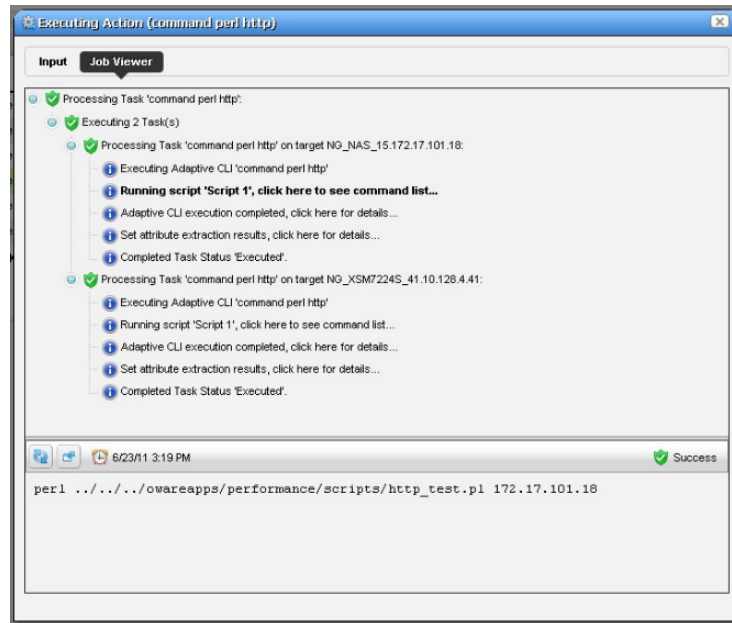 Executing Action (command perl http)
Input Job Viewer
Processing Task 'command perl http':
Executing 2 Task(s)
Processing Task 'command perl http' on target NG_NAS_15.172.17.101.18:
Executing Adaptive CLI 'command perl http'
Running script 'Script 1', click here to see command list...
Adaptive CLI execution completed, click here for details...
Set attribute extraction results, click here for details...
Completed Task Status 'Executed'.
Processing Task 'command perl http' on target NG_XSM7224S_41.10.128.4.41:
Executing Adaptive CLI 'command perl http'
Running script 'Script 1', click here to see command list...
Adaptive CLI execution completed, click here for details...
Set attribute extraction results, click here for details...
Completed Task Status 'Executed'.
6/23/11 3:19 PM Success
perl ../../../owareapps/performance/scripts/http_test.pl 172.17.101.18